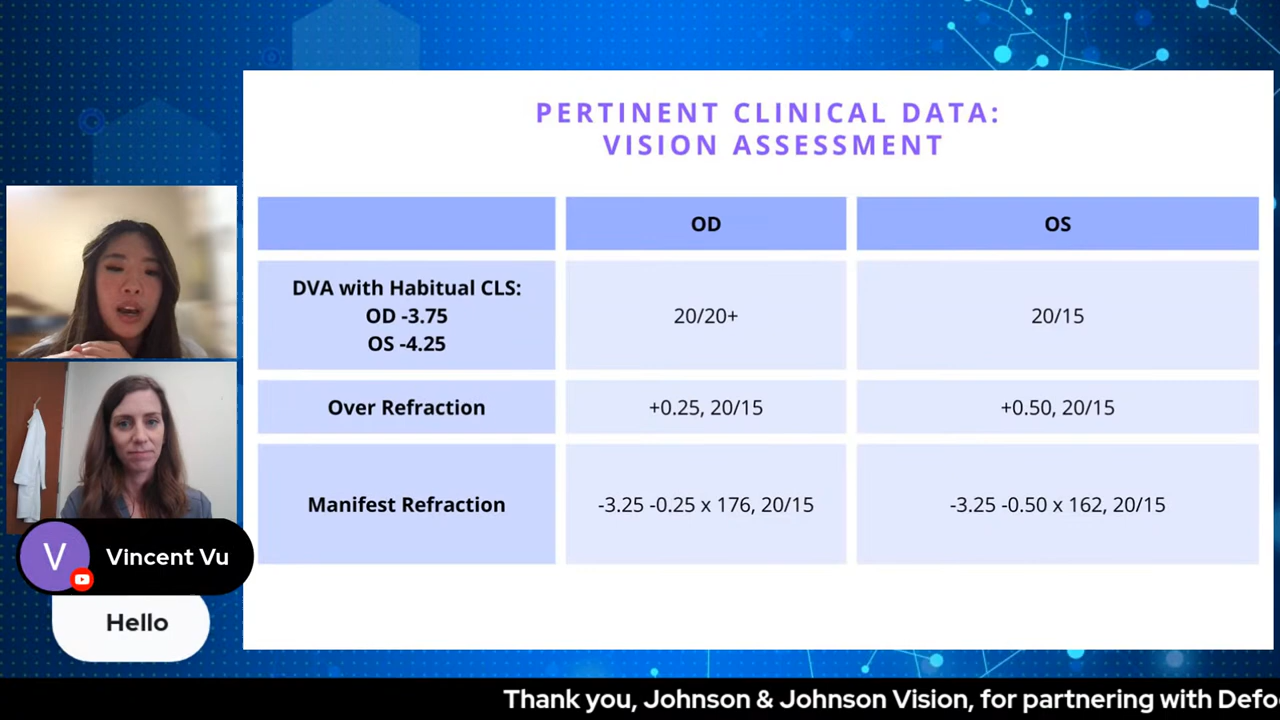 PERTINENT CLINICAL DATA:
VISION ASSESSMENT
OD
OS
DVA with Habitual CLS:
OD -3.75
OS -4.25
20/20+
20/15
Over Refraction
+0.25, 20/15
+0.50, 20/15
Manifest Refraction
-3.25 -0.25 x 176, 20/15
-3.25 -0.50 x 162, 20/15
V
Vincent Vu
Hello
Thank you, Johnson & Johnson Vision, for partnering with Defo